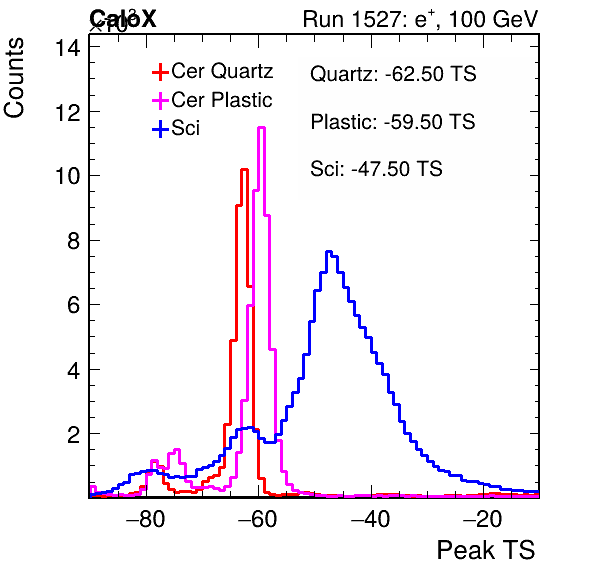 CaloX Run 1527: e⁺, 100 GeV
×10³
Counts
14
12
10
8
6
4
2
Cer Quartz
Cer Plastic
Sci
Quartz: -62.50 TS
Plastic: -59.50 TS
Sci: -47.50 TS
−80 −60 −40 −20
Peak TS